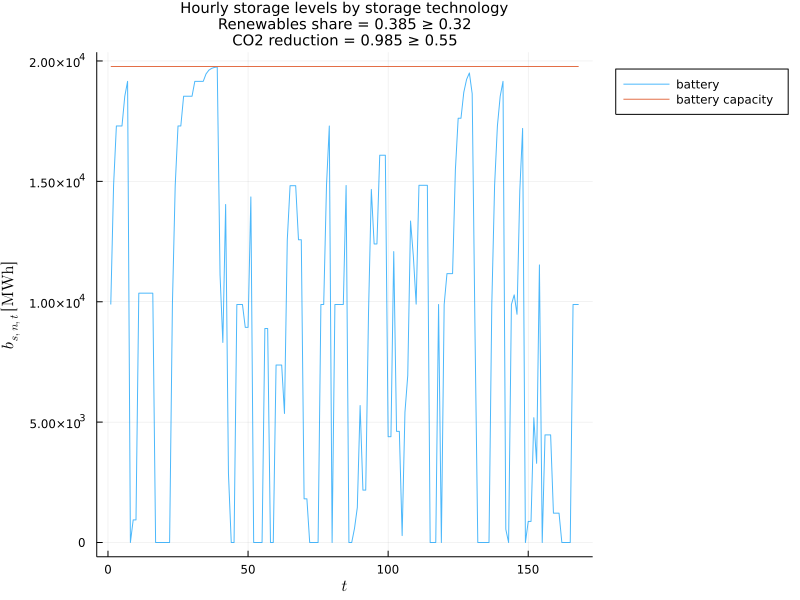 Hourly storage levels by storage technology
Renewables share = 0.385 ≥ 0.32
CO2 reduction = 0.985 ≥ 0.55
2.00×10⁴
1.50×10⁴
1.00×10⁴
5.00×10³
0
b_{s, n, t} [MWh]
0 50 100 150
t
battery
battery capacity